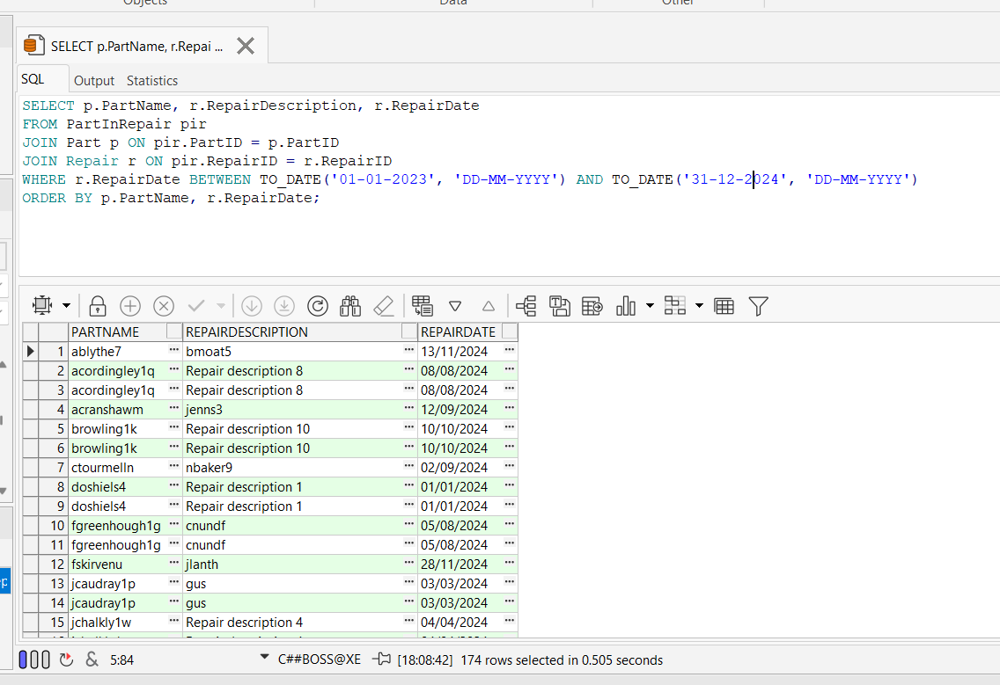 Objects Data Other
SELECT p.PartName, r.Repai ...
SQL Output Statistics
SELECT p.PartName, r.RepairDescription, r.RepairDate
FROM PartInRepair pir
JOIN Part p ON pir.PartID = p.PartID
JOIN Repair r ON pir.RepairID = r.RepairID
WHERE r.RepairDate BETWEEN TO_DATE('01-01-2023', 'DD-MM-YYYY') AND TO_DATE('31-12-2024', 'DD-MM-YYYY')
ORDER BY p.PartName, r.RepairDate;
PARTNAME REPAIRDESCRIPTION REPAIRDATE
1 ablythe7 ... bmoat5 ... 13/11/2024 ...
2 acordingley1q ... Repair description 8 ... 08/08/2024 ...
3 acordingley1q ... Repair description 8 ... 08/08/2024 ...
4 acranshawm ... jenns3 ... 12/09/2024 ...
5 browling1k ... Repair description 10 ... 10/10/2024 ...
6 browling1k ... Repair description 10 ... 10/10/2024 ...
7 ctourmelln ... nbaker9 ... 02/09/2024 ...
8 doshiels4 ... Repair description 1 ... 01/01/2024 ...
9 doshiels4 ... Repair description 1 ... 01/01/2024 ...
10 fgreenhough1g ... cnundf ... 05/08/2024 ...
11 fgreenhough1g ... cnundf ... 05/08/2024 ...
12 fskirvenu ... jlanth ... 28/11/2024 ...
13 jcaudray1p ... gus ... 03/03/2024 ...
14 jcaudray1p ... gus ... 03/03/2024 ...
15 jchalkly1w ... Repair description 4 ... 04/04/2024 ...
& 5:84 C##BOSS@XE [18:08:42] 174 rows selected in 0.505 seconds